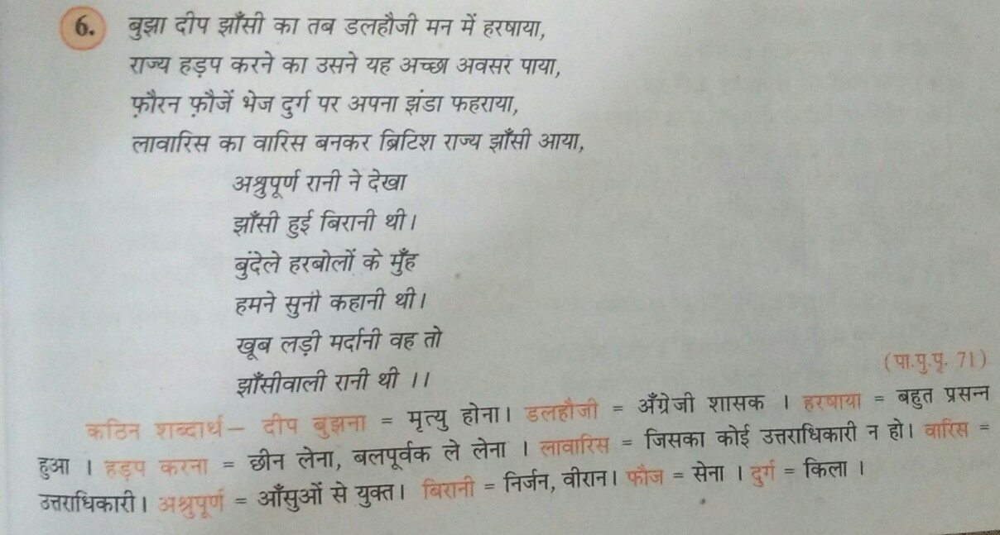 6. बुझा दीप झाँसी का तब डलहौजी मन में हरषाया,
राज्य हड़प करने का उसने यह अच्छा अवसर पाया,
फ़ौरन फ़ौजें भेज दुर्ग पर अपना झंडा फहराया,
लावारिस का वारिस बनकर ब्रिटिश राज्य झाँसी आया,
अश्रुपूर्ण रानी ने देखा
झाँसी हुई बिरानी थी।
बुंदेले हरबोलों के मुँह
हमने सुनी कहानी थी।
खूब लड़ी मर्दानी वह तो
झाँसीवाली रानी थी ।।
(पा.पु.पृ. 71)
कठिन शब्दार्थ– दीप बुझना = मृत्यु होना। डलहौजी = अँग्रेजी शासक । हरषाया = बहुत प्रसन्न
हुआ । हड़प करना = छीन लेना, बलपूर्वक ले लेना । लावारिस = जिसका कोई उत्तराधिकारी न हो। वारिस =
उत्तराधिकारी। अश्रुपूर्ण = आँसुओं से युक्त। बिरानी = निर्जन, वीरान। फौज = सेना । दुर्ग = किला ।